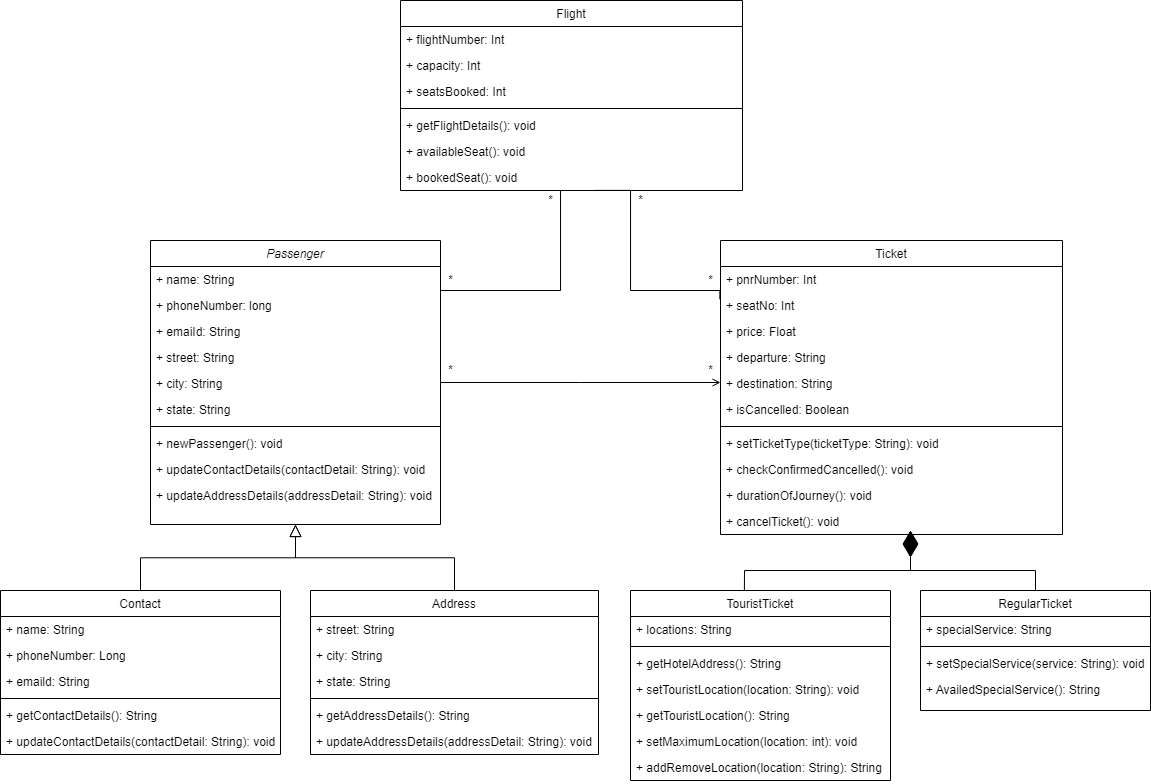 Flight
+ flightNumber: Int
+ capacity: Int
+ seatsBooked: Int
+ getFlightDetails(): void
+ availableSeat(): void
+ bookedSeat(): void
*
*
Passenger
+ name: String
+ phoneNumber: long
+ emaiId: String
+ street: String
+ city: String
+ state: String
+ newPassenger(): void
+ updateContactDetails(contactDetail: String): void
+ updateAddressDetails(addressDetail: String): void
*
*
*
*
Ticket
+ pnrNumber: Int
+ seatNo: Int
+ price: Float
+ departure: String
+ destination: String
+ isCancelled: Boolean
+ setTicketType(ticketType: String): void
+ checkConfirmedCancelled(): void
+ durationOfJourney(): void
+ cancelTicket(): void
Contact
+ name: String
+ phoneNumber: Long
+ emaiId: String
+ getContactDetails(): String
+ updateContactDetails(contactDetail: String): void
Address
+ street: String
+ city: String
+ state: String
+ getAddressDetails(): String
+ updateAddressDetails(addressDetail: String): void
TouristTicket
+ locations: String
+ getHotelAddress(): String
+ setTouristLocation(location: String): void
+ getTouristLocation(): String
+ setMaximumLocation(location: int): void
+ addRemoveLocation(location: String): String
RegularTicket
+ specialService: String
+ setSpecialService(service: String): void
+ AvailedSpecialService(): String